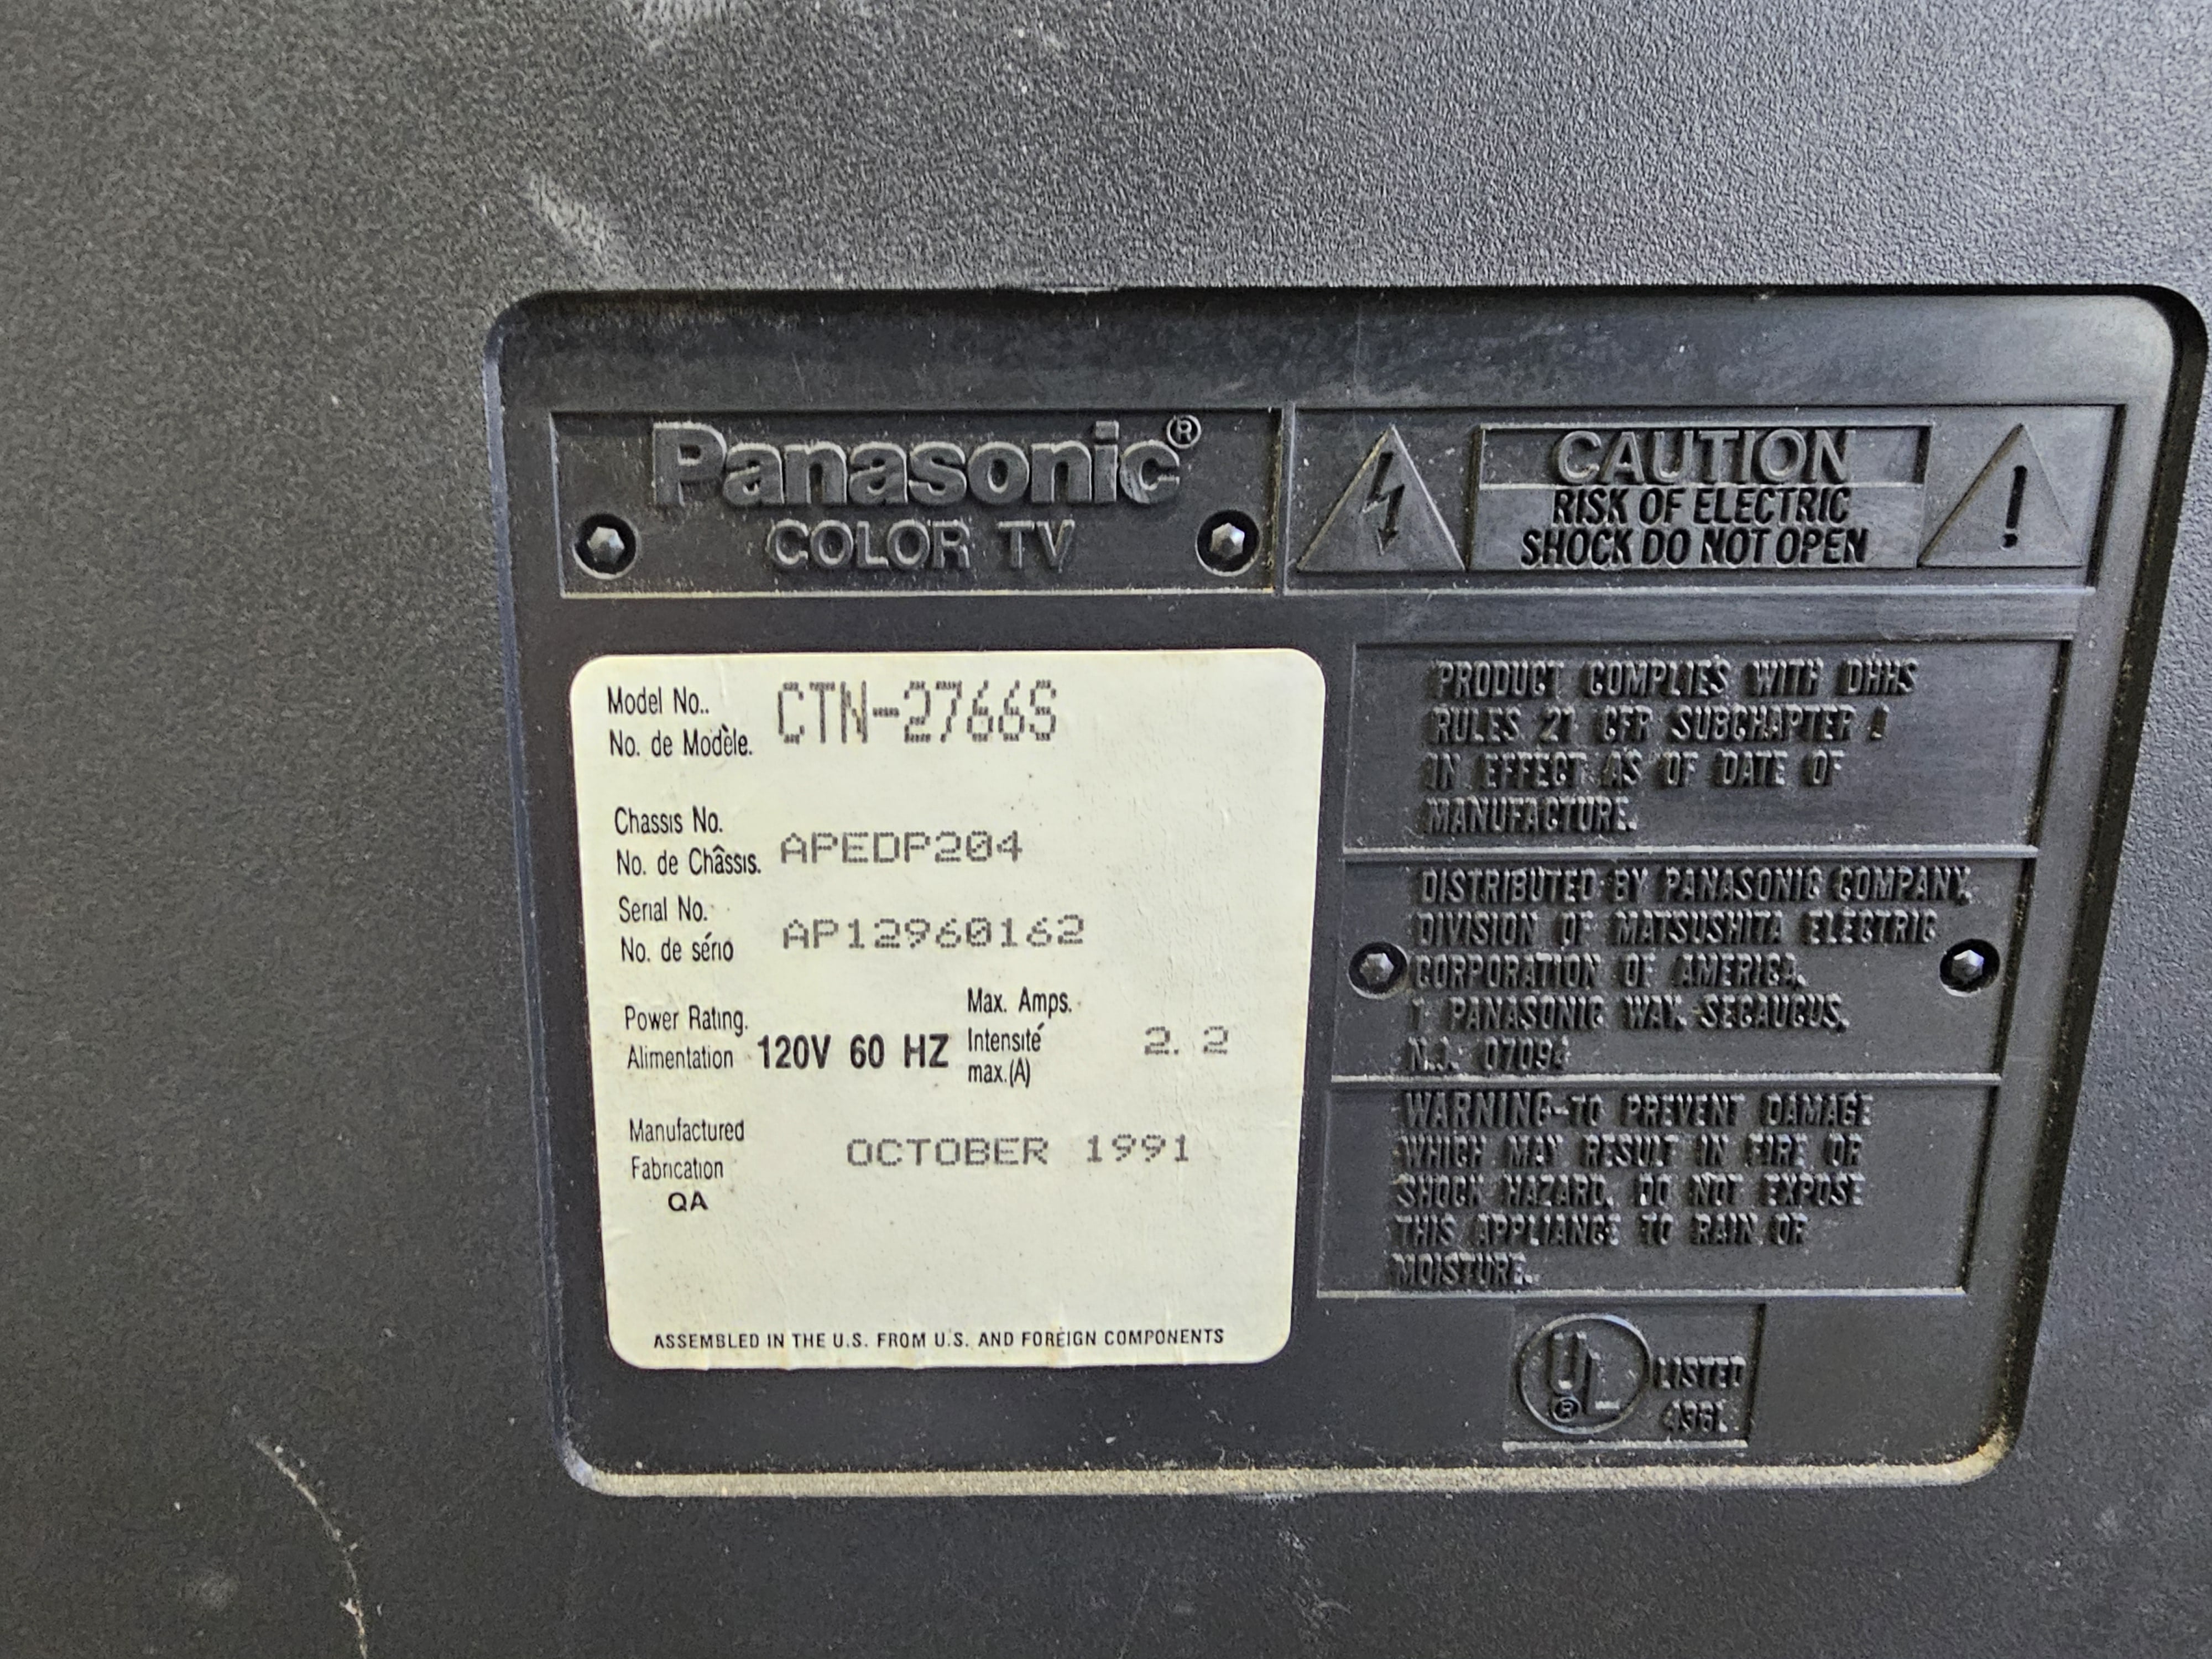 Panasonic®
COLOR TV
CAUTION
RISK OF ELECTRIC
SHOCK DO NOT OPEN
Model No..
No. de Modèle.
CTN-2766S
Chassis No.
No. de Châssis.
APEDP204
Serial No.
No. de sério
AP12960162
Power Rating.
Alimentation
120V 60 HZ
Max. Amps.
Intensité
max.(A)
2.2
Manufactured
Fabrication
OCTOBER 1991
QA
ASSEMBLED IN THE U.S. FROM U.S. AND FOREIGN COMPONENTS
PRODUCT COMPLIES WITH DHHS
RULES 21 CFR SUBCHAPTER J
IN EFFECT AS OF DATE OF
MANUFACTURE.
DISTRIBUTED BY PANASONIC COMPANY,
DIVISION OF MATSUSHITA ELECTRIC
CORPORATION OF AMERICA,
1 PANASONIC WAY, SECAUCUS,
N.J. 07094
WARNING-TO PREVENT DAMAGE
WHICH MAY RESULT IN FIRE OR
SHOCK HAZARD, DO NOT EXPOSE
THIS APPLIANCE TO RAIN OR
MOISTURE.
UL®
LISTED
436L